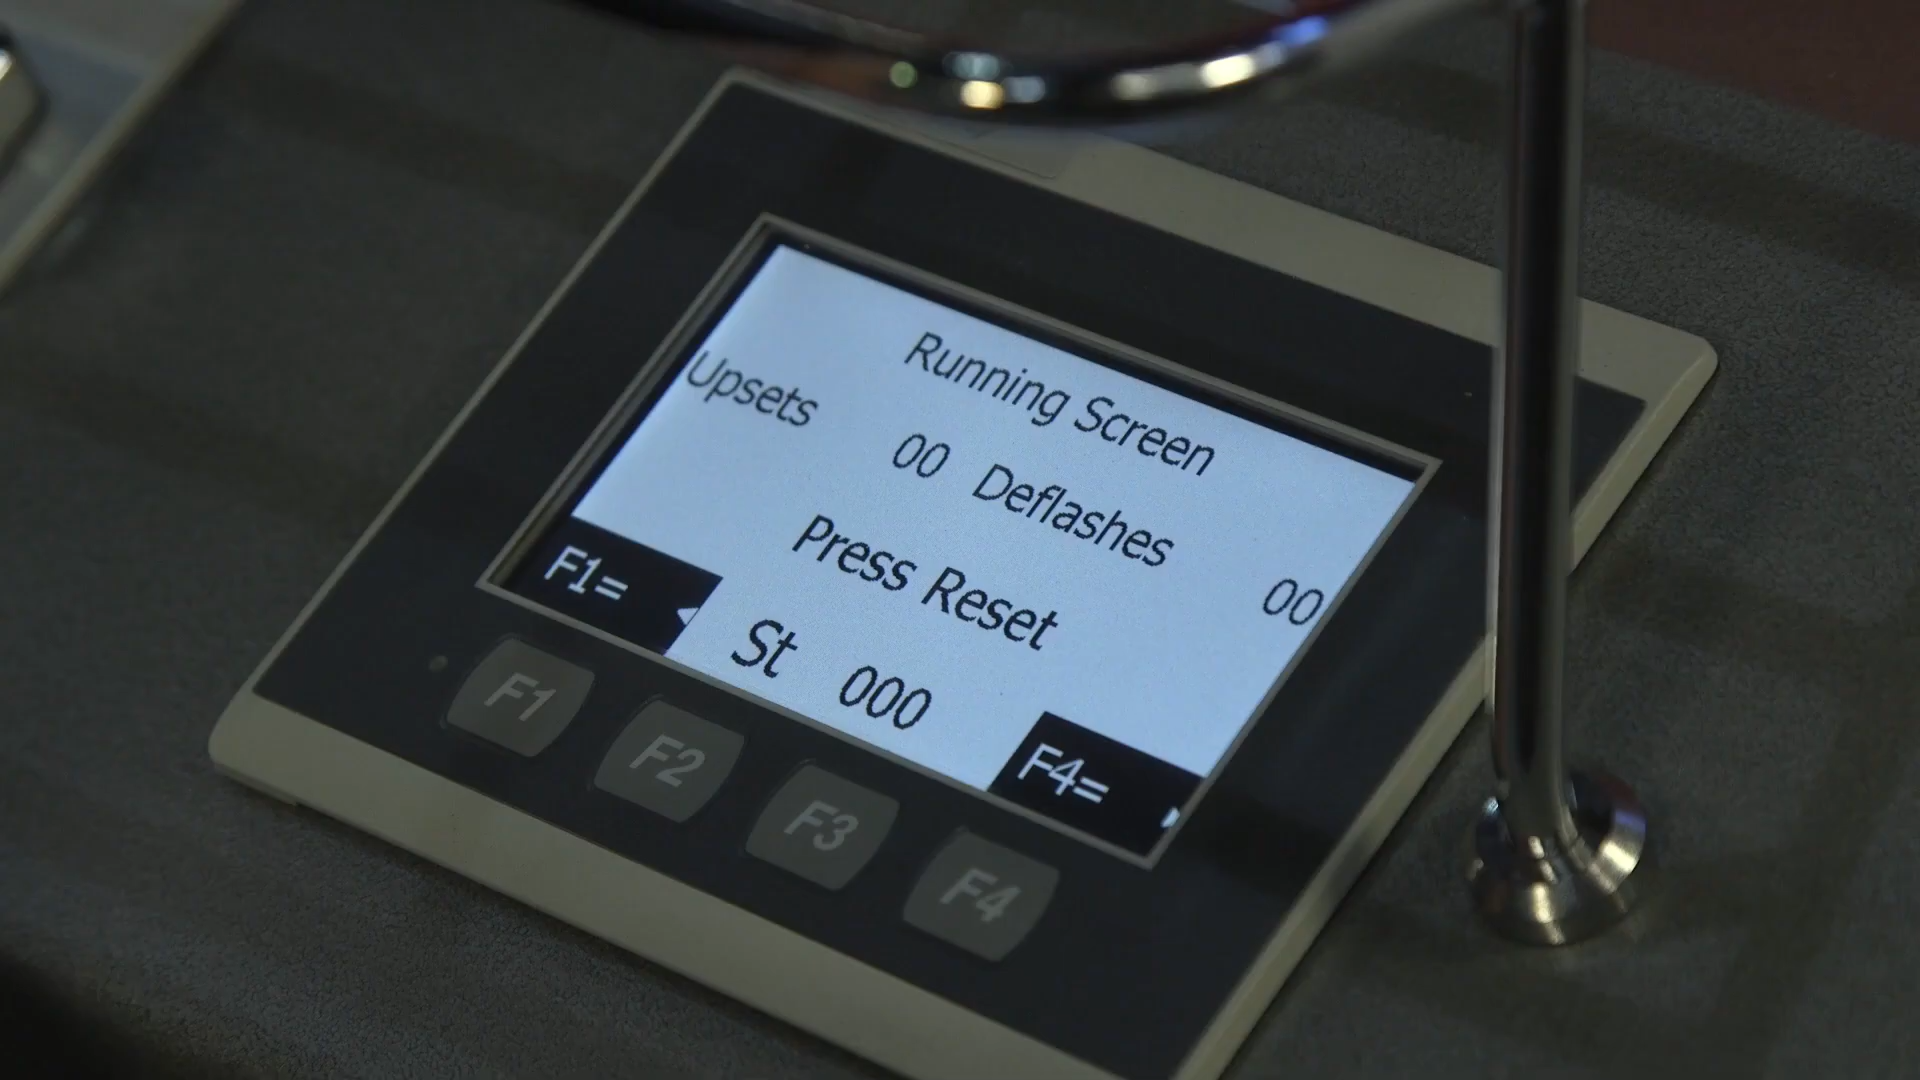 Running Screen
Upsets 00 Deflashes 00
Press Reset
St 000
F1= F4=
F1 F2 F3 F4